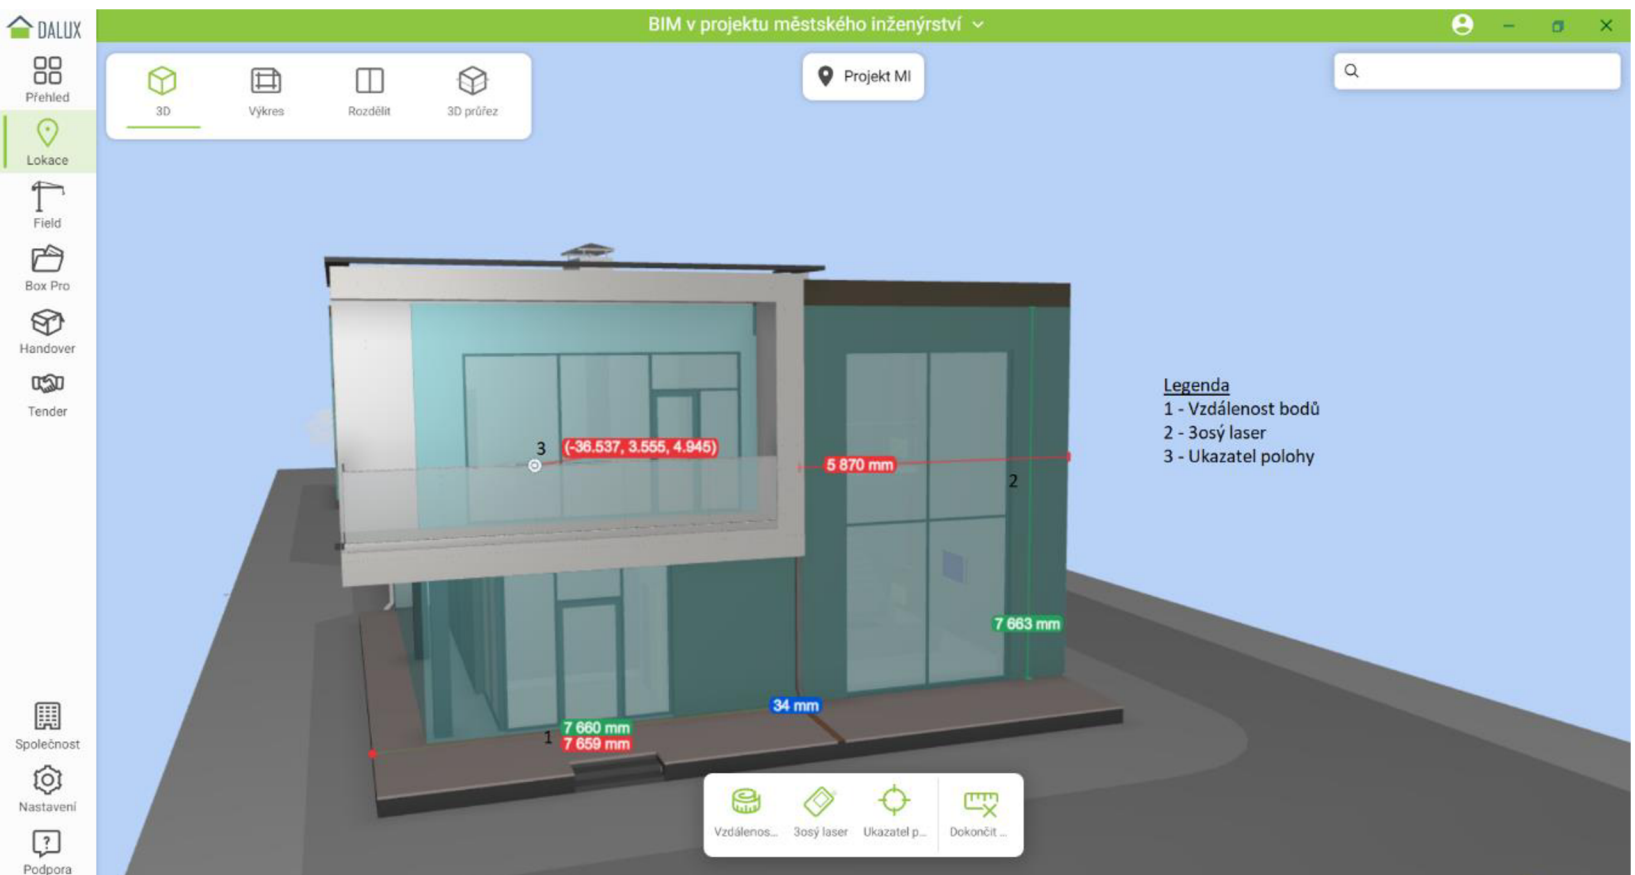 DALUX
BIM v projektu městského inženýrství
Přehled
Lokace
Field
Box Pro
Handover
Tender
Společnost
Nastavení
Podpora
3D
Výkres
Rozdělit
3D průřez
Projekt MI
Legenda
1 - Vzdálenost bodů
2 - 3osý laser
3 - Ukazatel polohy
3
(-36.537, 3.555, 4.945)
5 870 mm
2
7 663 mm
34 mm
1
7 660 mm
7 659 mm
Vzdálenos...
3osý laser
Ukazatel p...
Dokončit ...